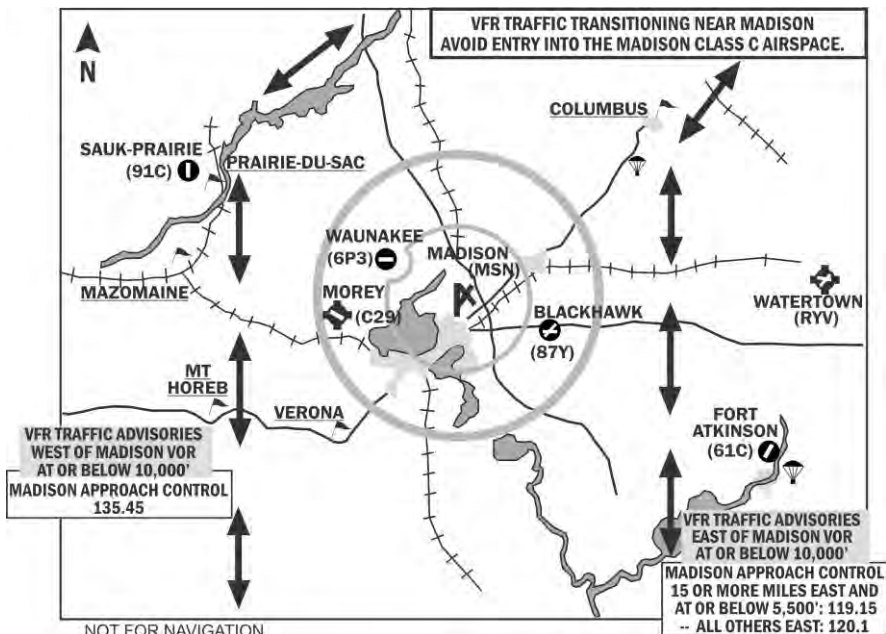 VFR TRAFFIC TRANSITIONING NEAR MADISON
AVOID ENTRY INTO THE MADISON CLASS C AIRSPACE.
N
COLUMBUS
SAUK-PRAIRIE
(91C)
PRAIRIE-DU-SAC
WAUNAKEE
(6P3)
MADISON
(MSN)
MAZOMAINE
MOREY
(C29)
BLACKHAWK
(87Y)
WATERTOWN
(RYV)
MT
HOREB
VERONA
FORT
ATKINSON
(61C)
VFR TRAFFIC ADVISORIES
WEST OF MADISON VOR
AT OR BELOW 10,000'
MADISON APPROACH CONTROL
135.45
VFR TRAFFIC ADVISORIES
EAST OF MADISON VOR
AT OR BELOW 10,000'
MADISON APPROACH CONTROL
15 OR MORE MILES EAST AND
AT OR BELOW 5,500': 119.15
-- ALL OTHERS EAST: 120.1
NOT FOR NAVIGATION